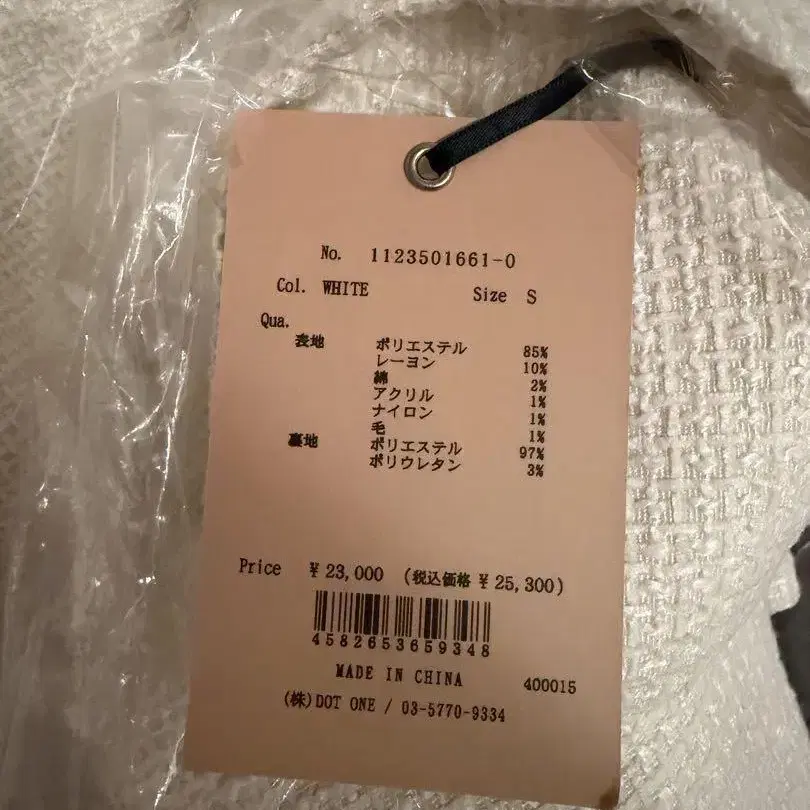 No. 1123501661-0
Col. WHITE Size S
Qua.
表地 ポリエステル 85%
レーヨン 10%
綿 2%
アクリル 1%
ナイロン 1%
毛 1%
裏地 ポリエステル 97%
ポリウレタン 3%
Price ¥23,000 (税込価格 ¥25,300)
4582653659348
MADE IN CHINA 400015
(株)DOT ONE / 03-5770-9334